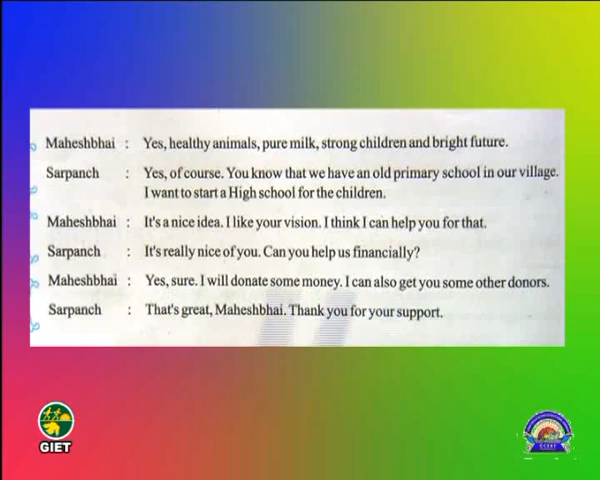 Maheshbhai : Yes, healthy animals, pure milk, strong children and bright future.
Sarpanch : Yes, of course. You know that we have an old primary school in our village.
I want to start a High school for the children.
Maheshbhai : It's a nice idea. I like your vision. I think I can help you for that.
Sarpanch : It's really nice of you. Can you help us financially?
Maheshbhai : Yes, sure. I will donate some money. I can also get you some other donors.
Sarpanch : That's great, Maheshbhai. Thank you for your support.
GIET